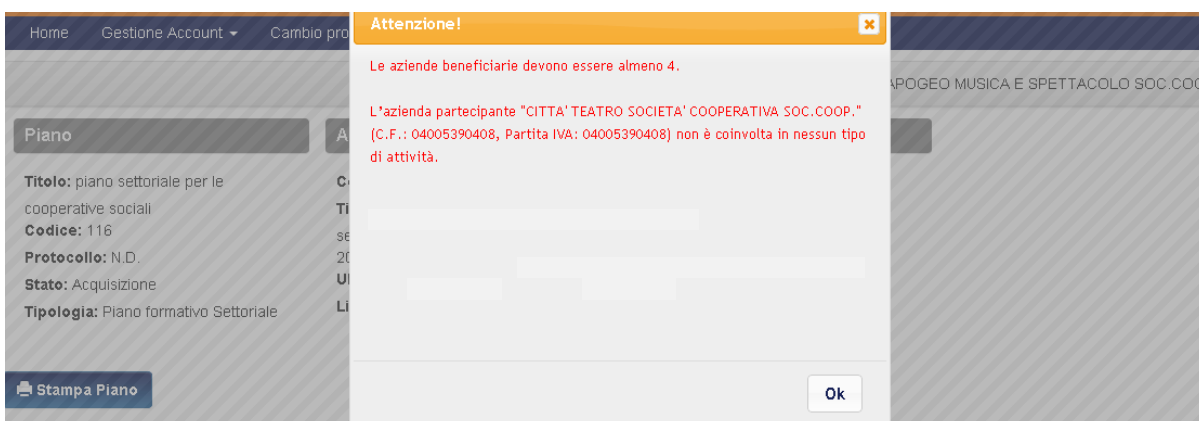 Attenzione!
Home Gestione Account Cambio pro
Le aziende beneficiarie devono essere almeno 4.
APOGEO MUSICA E SPETTACOLO SOC.COO
L'azienda partecipante "CITTA' TEATRO SOCIETA' COOPERATIVA SOC.COOP."
(C.F.: 04005390408, Partita IVA: 04005390408) non è coinvolta in nessun tipo
di attività.
Piano
Titolo: piano settoriale per le
cooperative sociali
Codice: 116
Protocollo: N.D.
Stato: Acquisizione
Tipologia: Piano formativo Settoriale
Stampa Piano
Ok